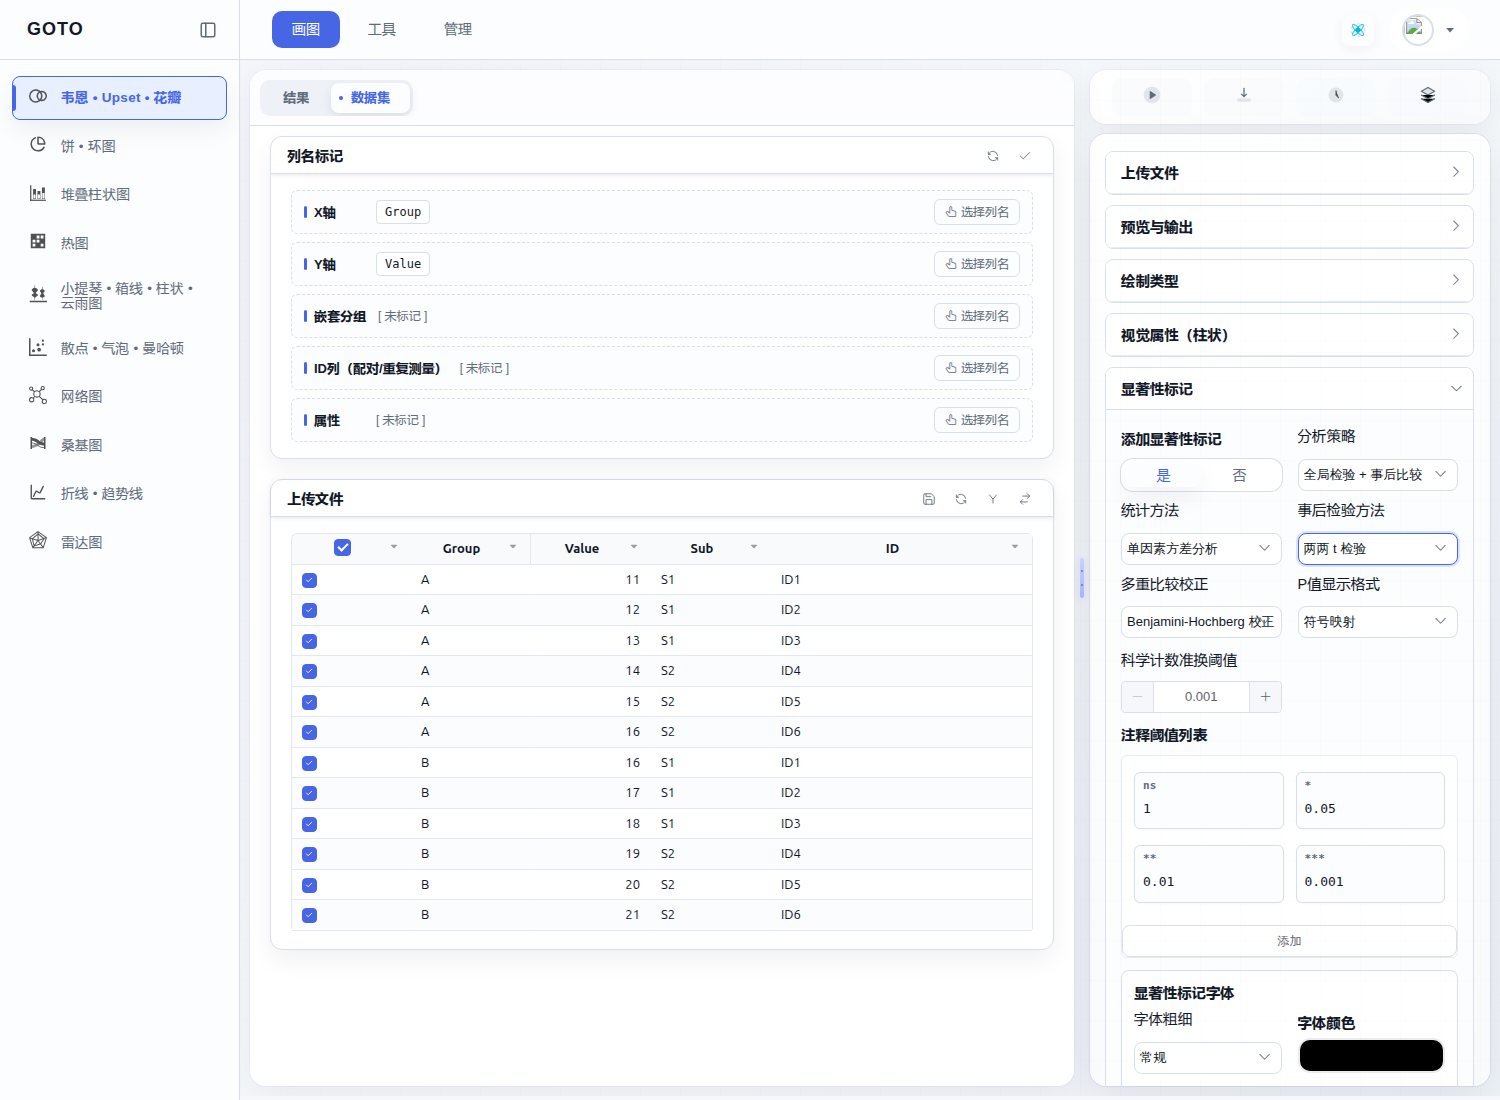 GOTO
画图
工具
管理
韦恩 • Upset • 花瓣
饼 • 环图
堆叠柱状图
热图
小提琴 • 箱线 • 柱状 •
云雨图
散点 • 气泡 • 曼哈顿
网络图
桑基图
折线 • 趋势线
雷达图
结果
• 数据集
列名标记
X轴 Group 选择列名
Y轴 Value 选择列名
嵌套分组 [ 未标记 ] 选择列名
ID列（配对/重复测量） [ 未标记 ] 选择列名
属性 [ 未标记 ] 选择列名
上传文件
Group Value Sub ID
A 11 S1 ID1
A 12 S1 ID2
A 13 S1 ID3
A 14 S2 ID4
A 15 S2 ID5
A 16 S2 ID6
B 16 S1 ID1
B 17 S1 ID2
B 18 S1 ID3
B 19 S2 ID4
B 20 S2 ID5
B 21 S2 ID6
上传文件
预览与输出
绘制类型
视觉属性（柱状）
显著性标记
添加显著性标记 分析策略
是 否 全局检验 + 事后比较
统计方法 事后检验方法
单因素方差分析 两两 t 检验
多重比较校正 P值显示格式
Benjamini-Hochberg 校正 符号映射
科学计数准换阈值
0.001
注释阈值列表
ns *
1 0.05
** ***
0.01 0.001
添加
显著性标记字体
字体粗细 字体颜色
常规